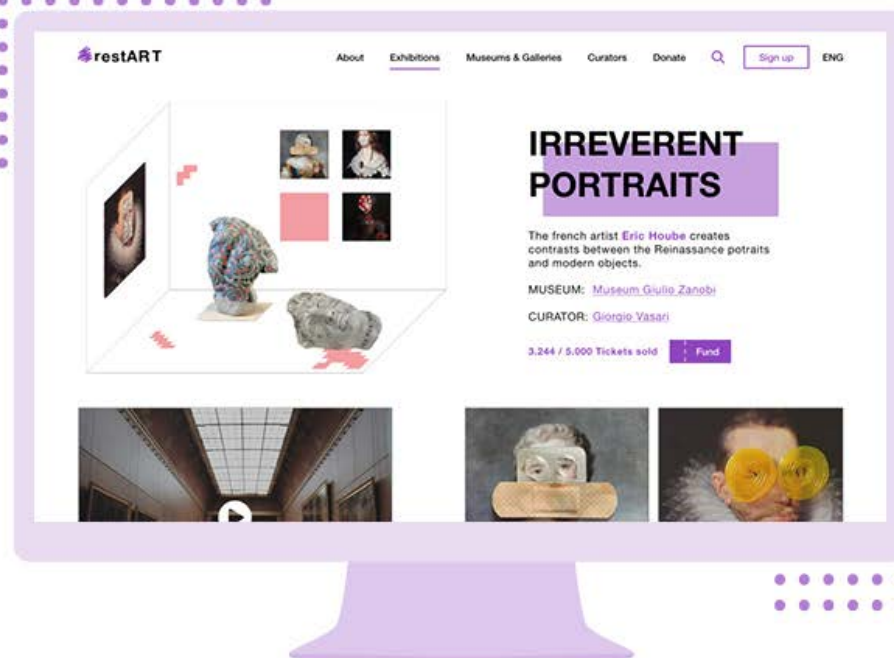 restART
About Exhibitions Museums & Galleries Curators Donate Sign up ENG
IRREVERENT
PORTRAITS
The french artist Eric Hoube creates
contrasts between the Reinassance potraits
and modern objects.
MUSEUM: Museum Giulio Zanobi
CURATOR: Giorgio Vasari
3.244 / 5.000 Tickets sold Fund